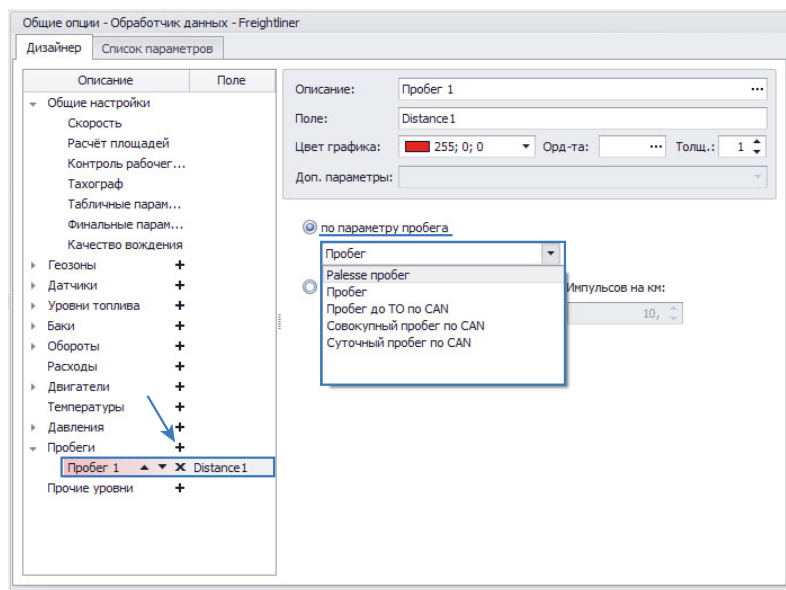 Общие опции - Обработчик данных - Freightliner
Дизайнер Список параметров
Описание Поле
Общие настройки
Скорость
Расчёт площадей
Контроль рабочег...
Тахограф
Табличные парам...
Финальные парам...
Качество вождения
Геозоны +
Датчики +
Уровни топлива +
Баки +
Обороты +
Расходы +
Двигатели +
Температуры +
Давления +
Пробеги +
Пробег 1 Distance1
Прочие уровни +
Описание: Пробег 1 ...
Поле: Distance1
Цвет графика: 255; 0; 0 Орд-та: ... Толщ.: 1
Доп. параметры:
по параметру пробега
Пробег
Palesse пробег
Пробег
Пробег до ТО по CAN
Совокупный пробег по CAN
Суточный пробег по CAN
Импульсов на км:
10,